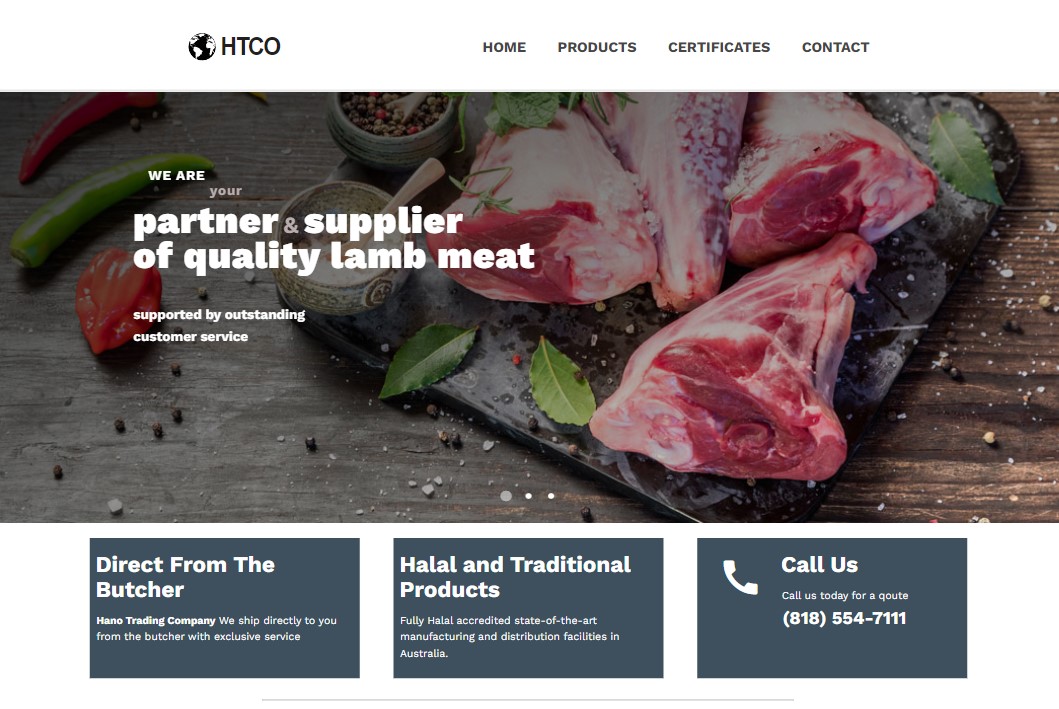 HTCO
HOME PRODUCTS CERTIFICATES CONTACT
WE ARE
your
partner & supplier
of quality lamb meat
supported by outstanding
customer service
Direct From The
Butcher
Hano Trading Company We ship directly to you
from the butcher with exclusive service
Halal and Traditional
Products
Fully Halal accredited state-of-the-art
manufacturing and distribution facilities in
Australia.
Call Us
Call us today for a qoute
(818) 554-7111